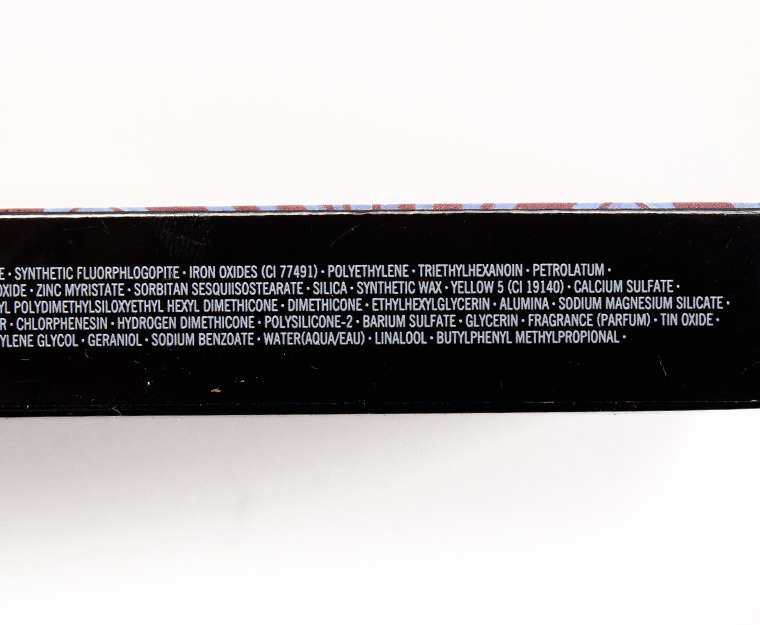 E · SYNTHETIC FLUORPHLOGOPITE · IRON OXIDES (CI 77491) · POLYETHYLENE · TRIETHYLHEXANOIN · PETROLATUM ·
OXIDE · ZINC MYRISTATE · SORBITAN SESQUIISOSTEARATE · SILICA · SYNTHETIC WAX · YELLOW 5 (CI 19140) · CALCIUM SULFATE ·
YL POLYDIMETHYLSILOXYETHYL HEXYL DIMETHICONE · DIMETHICONE · ETHYLHEXYLGLYCERIN · ALUMINA · SODIUM MAGNESIUM SILICATE ·
R · CHLORPHENESIN · HYDROGEN DIMETHICONE · POLYSILICONE-2 · BARIUM SULFATE · GLYCERIN · FRAGRANCE (PARFUM) · TIN OXIDE ·
YLENE GLYCOL · GERANIOL · SODIUM BENZOATE · WATER(AQUA/EAU) · LINALOOL · BUTYLPHENYL METHYLPROPIONAL ·